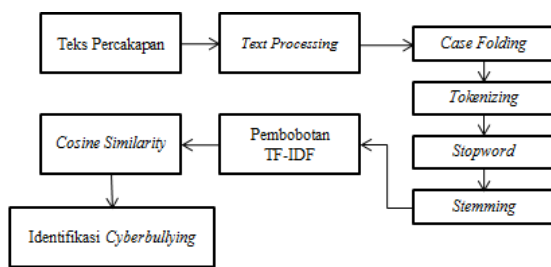 Teks Percakapan
Text Processing
Case Folding
Tokenizing
Stopword
Stemming
Pembobotan
TF-IDF
Cosine Similarity
Identifikasi Cyberbullying